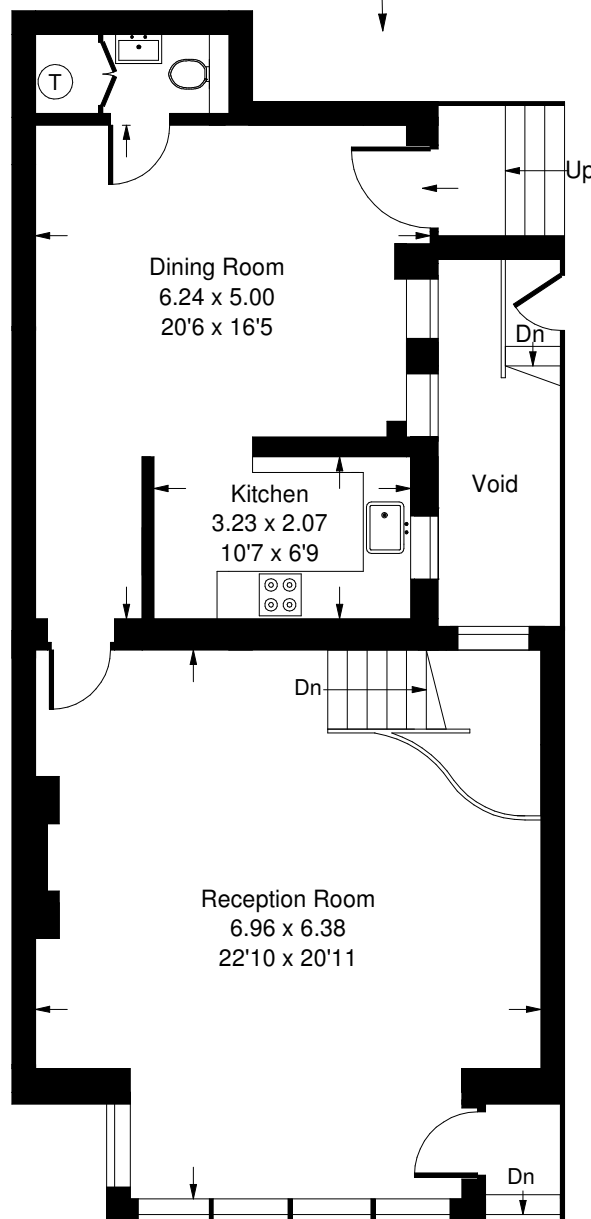 T
Up
Dining Room
6.24 x 5.00
20'6 x 16'5
Dn
Void
Kitchen
3.23 x 2.07
10'7 x 6'9
Dn
Reception Room
6.96 x 6.38
22'10 x 20'11
Dn